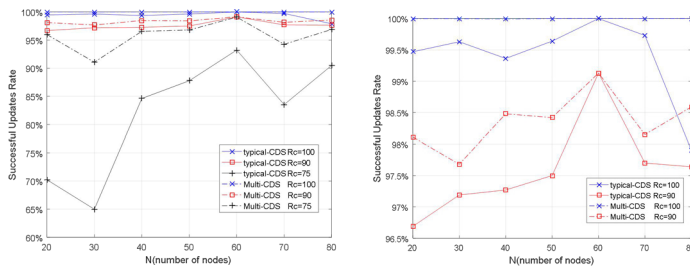 100%
95%
90%
85%
80%
75%
70%
65%
60%
Successful Updates Rate
20 30 40 50 60 70 80
N(number of nodes)
typical-CDS Rc=100
typical-CDS Rc=90
typical-CDS Rc=75
Multi-CDS Rc=100
Multi-CDS Rc=90
Multi-CDS Rc=75
100%
99.5%
99%
98.5%
98%
97.5%
97%
96.5%
Successful Updates Rate
20 30 40 50 60 70 80
N(number of nodes)
typical-CDS Rc=100
typical-CDS Rc=90
Multi-CDS Rc=100
Multi-CDS Rc=90